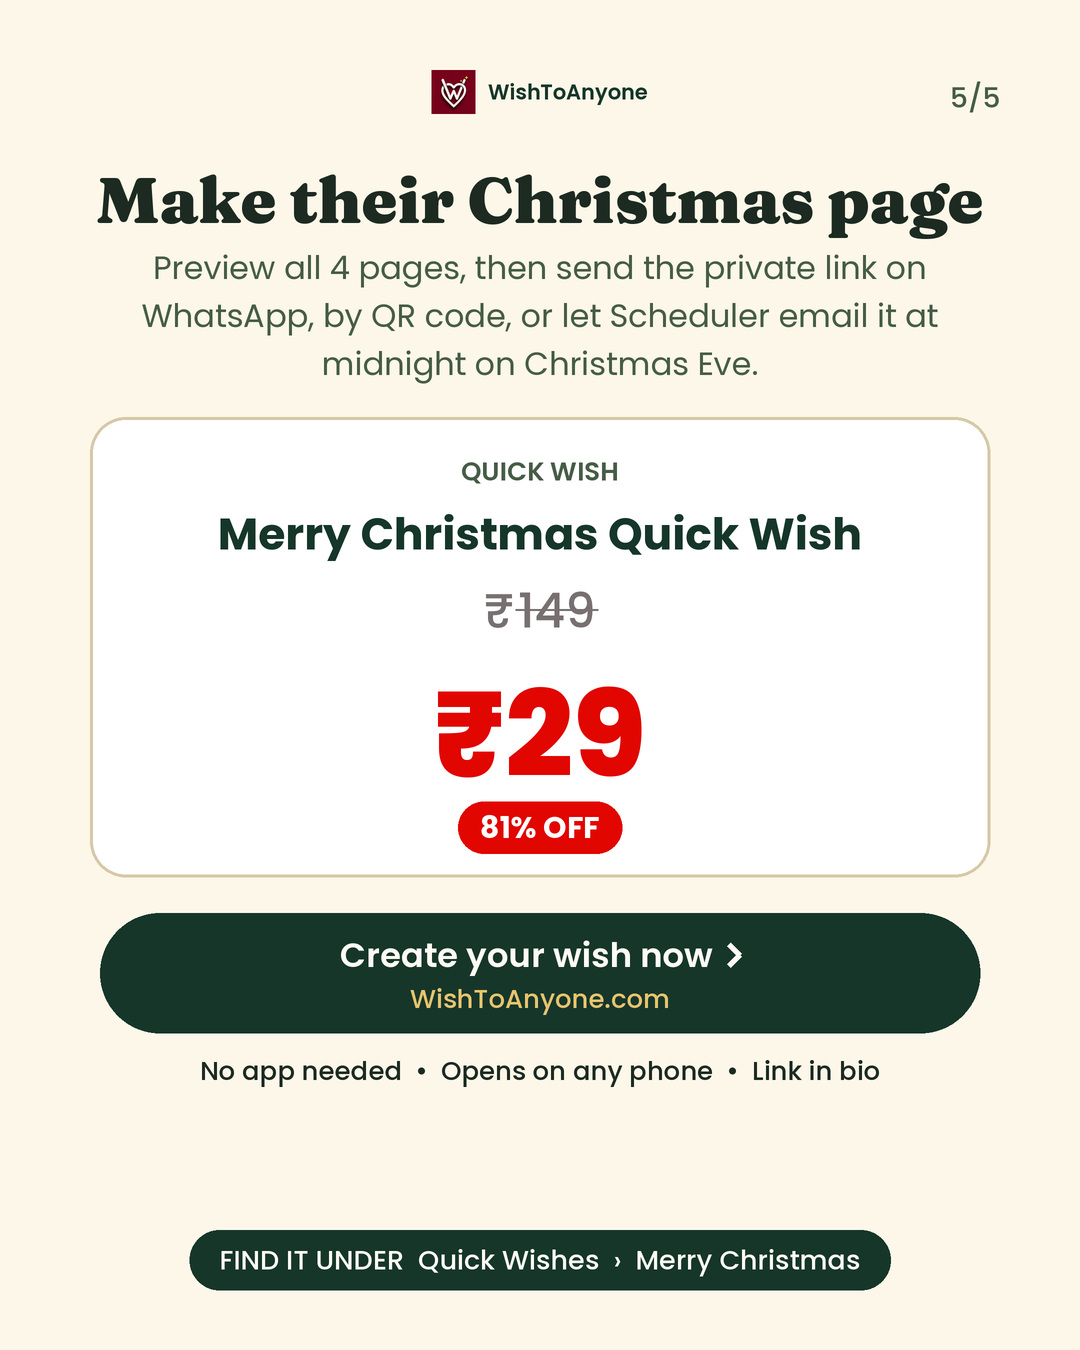 WishToAnyone
5/5
Make their Christmas page
Preview all 4 pages, then send the private link on
WhatsApp, by QR code, or let Scheduler email it at
midnight on Christmas Eve.
QUICK WISH
Merry Christmas Quick Wish
₹149
₹29
81% OFF
Create your wish now ›
WishToAnyone.com
No app needed • Opens on any phone • Link in bio
FIND IT UNDER Quick Wishes › Merry Christmas